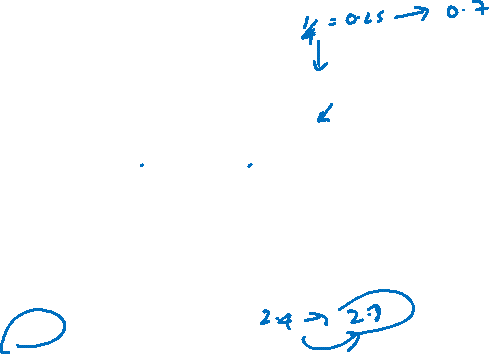 1/4 = 0.25 → 0.7
2.4 → 2.7